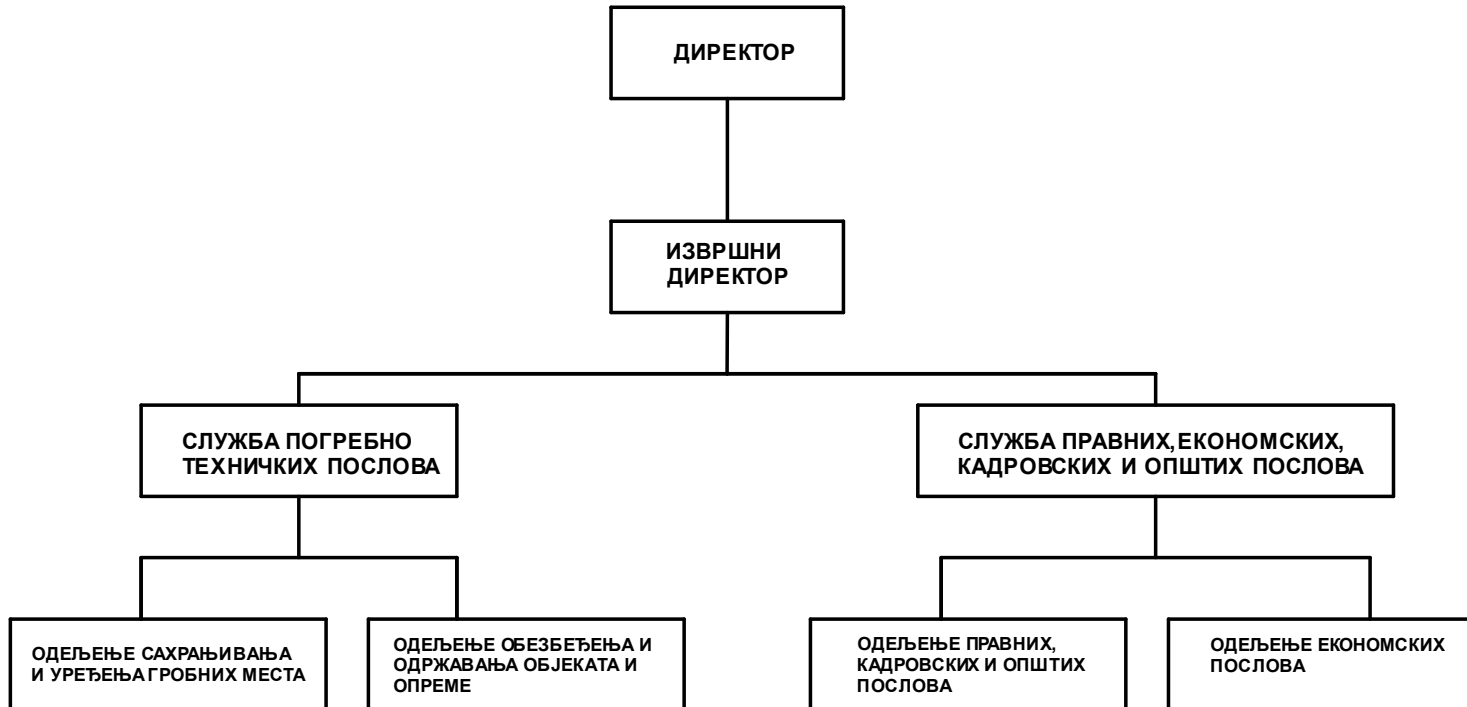 ДИРЕКТОР
ИЗВРШНИ
ДИРЕКТОР
СЛУЖБА ПОГРЕБНО
ТЕХНИЧКИХ ПОСЛОВА
СЛУЖБА ПРАВНИХ, ЕКОНОМСКИХ,
КАДРОВСКИХ И ОПШТИХ ПОСЛОВА
ОДЕЉЕЊЕ САХРАЊИВАЊА
И УРЕЂЕЊА ГРОБНИХ МЕСТА
ОДЕЉЕЊЕ ОБЕЗБЕЂЕЊА И
ОДРЖАВАЊА ОБЈЕКАТА И
ОПРЕМЕ
ОДЕЉЕЊЕ ПРАВНИХ,
КАДРОВСКИХ И ОПШТИХ
ПОСЛОВА
ОДЕЉЕЊЕ ЕКОНОМСКИХ
ПОСЛОВА